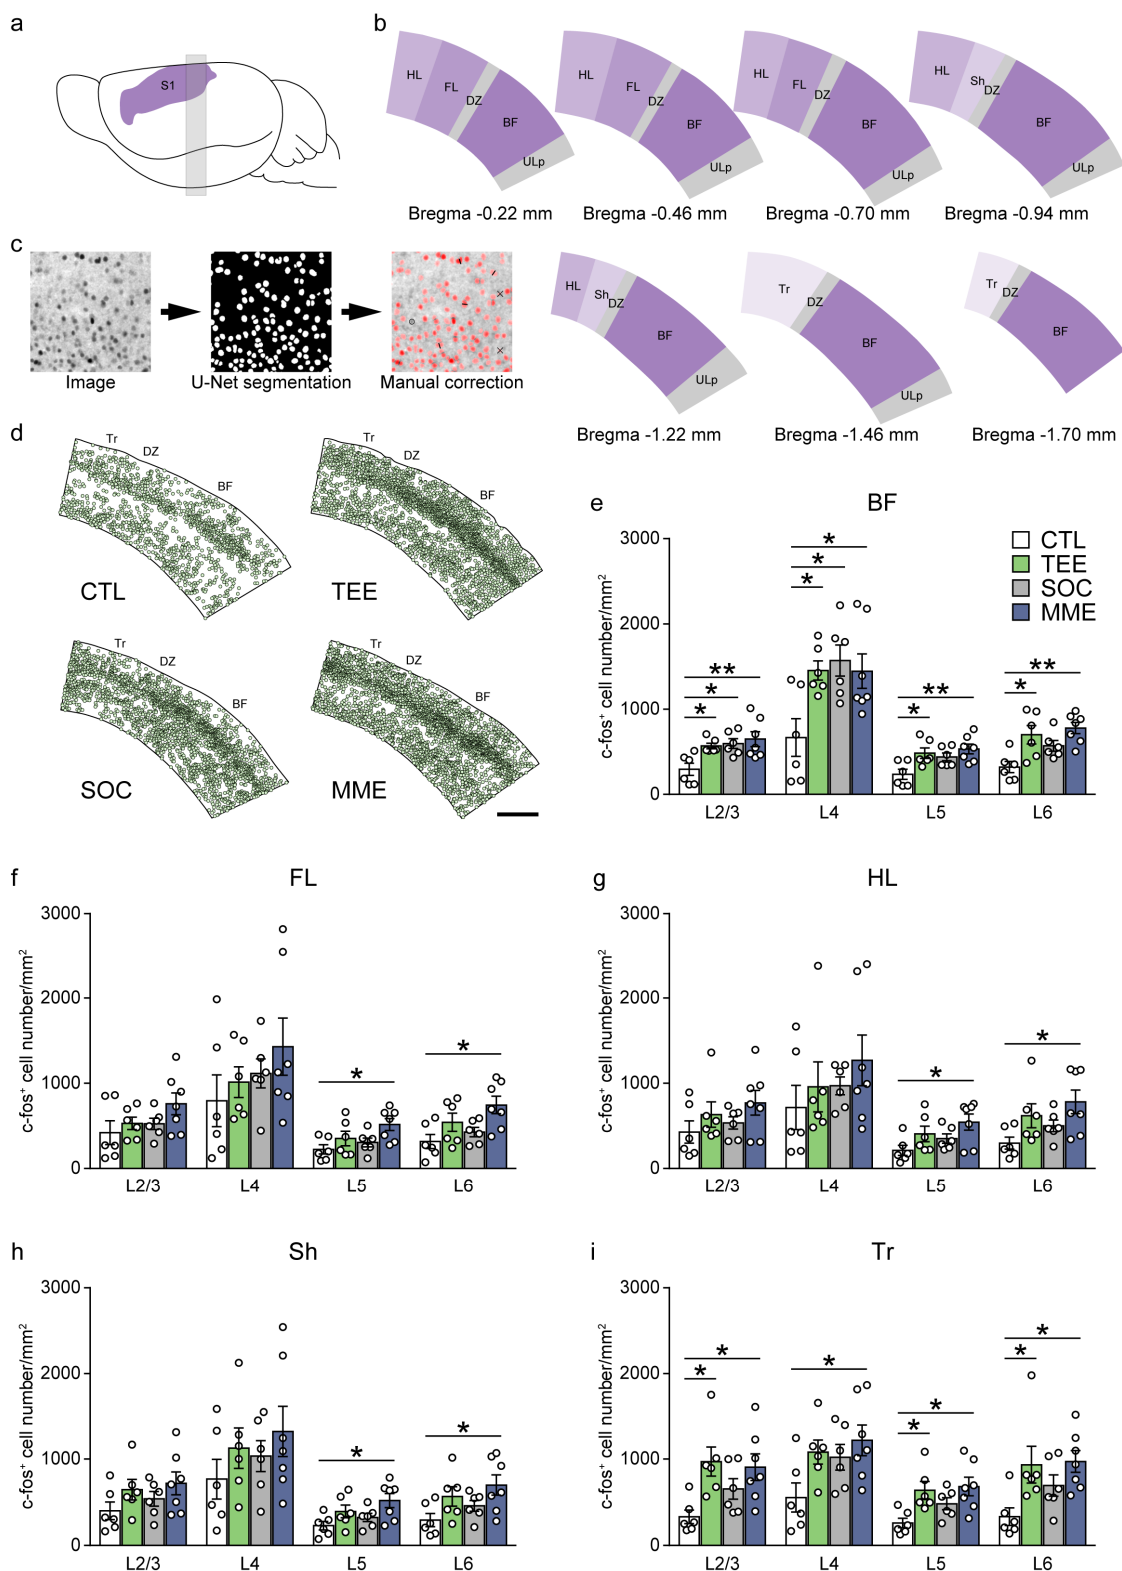 a
S1
b
HL FL DZ BF ULp
Bregma -0.22 mm
HL FL DZ BF ULp
Bregma -0.46 mm
HL FL DZ BF ULp
Bregma -0.70 mm
HL Sh DZ BF ULp
Bregma -0.94 mm
HL Sh DZ BF ULp
Bregma -1.22 mm
Tr DZ BF ULp
Bregma -1.46 mm
Tr DZ BF
Bregma -1.70 mm
c
Image
U-Net segmentation
Manual correction
d
Tr DZ BF
CTL
Tr DZ BF
TEE
Tr DZ BF
SOC
Tr DZ BF
MME
e
BF
CTL
TEE
SOC
MME
c-fos⁺ cell number/mm²
3000
2000
1000
0
** * *
* * *
** *
** *
L2/3 L4 L5 L6
f
FL
c-fos⁺ cell number/mm²
3000
2000
1000
0
*
*
L2/3 L4 L5 L6
g
HL
c-fos⁺ cell number/mm²
3000
2000
1000
0
*
*
L2/3 L4 L5 L6
h
Sh
c-fos⁺ cell number/mm²
3000
2000
1000
0
*
*
L2/3 L4 L5 L6
i
Tr
c-fos⁺ cell number/mm²
3000
2000
1000
0
* *
*
* *
* *
L2/3 L4 L5 L6